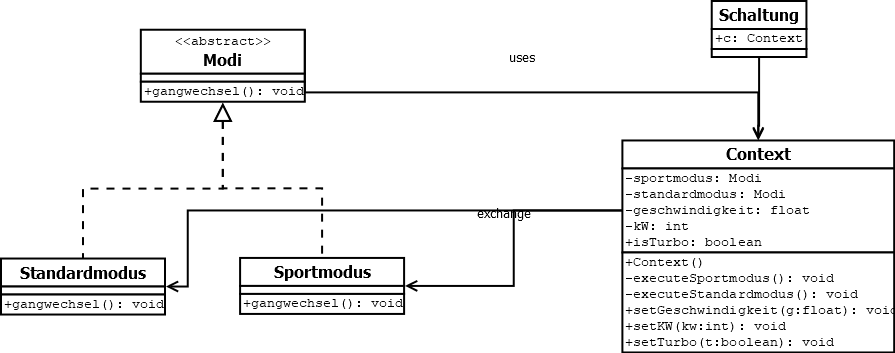 Schaltung
+c: Context
<<abstract>>
Modi
+gangwechsel(): void
uses
Context
-sportmodus: Modi
-standardmodus: Modi
-geschwindigkeit: float
-kW: int
+isTurbo: boolean
+Context()
-executeSportmodus(): void
-executeStandardmodus(): void
+setGeschwindigkeit(g:float): void
+setKW(kw:int): void
+setTurbo(t:boolean): void
exchange
Standardmodus
+gangwechsel(): void
Sportmodus
+gangwechsel(): void